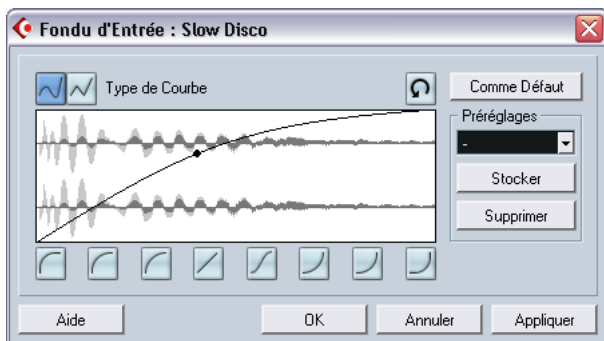 Fondu d'Entrée : Slow Disco
Type de Courbe
Comme Défaut
Préréglages
-
Stocker
Supprimer
Aide
OK
Annuler
Appliquer